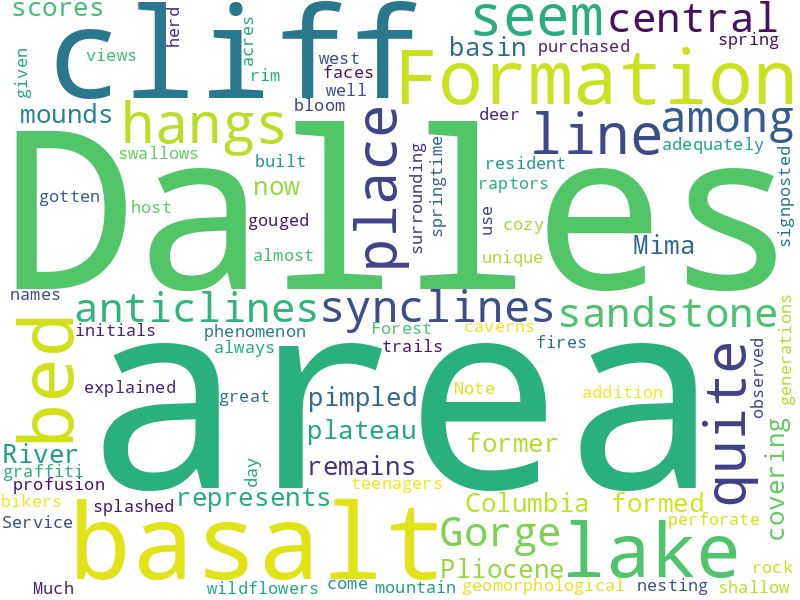 scores
cliff
seem
central
herd
views
acres
rim
west
faces
well
basin
purchased
spring
given
Formation
mounds
hangs
bloom
deer
line
among
adequately
signposted
swallows
built
now
place
surrounding
springtime
resident
raptors
gotten
host
gouged
almost
Dalles
use
cozy
unique
Mima
names
anticlines
synclines
sandstone
generations
bed
initials
phenomenon
always
Forest
trails
caverns
fires
quite
observed
explained
great
area
pimpled
Note
addition
River
plateau
former
covering
graffiti
profusion
remains
day
teenagers
bikers
splashed
represents
Columbia
formed
Service
basalt
Gorge
lake
perforate
Pliocene
rock
Much
wildflowers
come
mountain
geomorphological
nesting
shallow